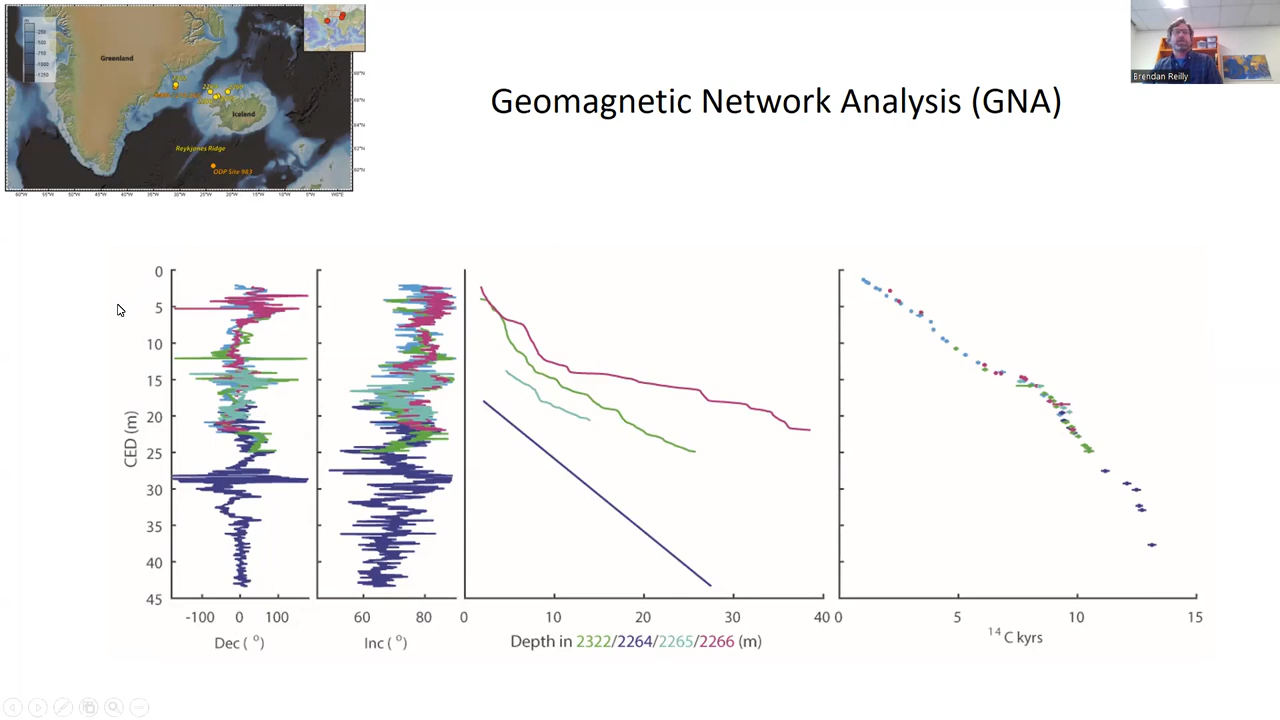 Greenland
Iceland
Reykjanes Ridge
ODP Site 983
Brendan Reilly
Geomagnetic Network Analysis (GNA)
CED (m)
0
5
10
15
20
25
30
35
40
45
-100 0 100
60 80
0 10 20 30 40
0 5 10 15
Dec (°)
Inc (°)
Depth in 2322/2264/2265/2266 (m)
14C kyrs